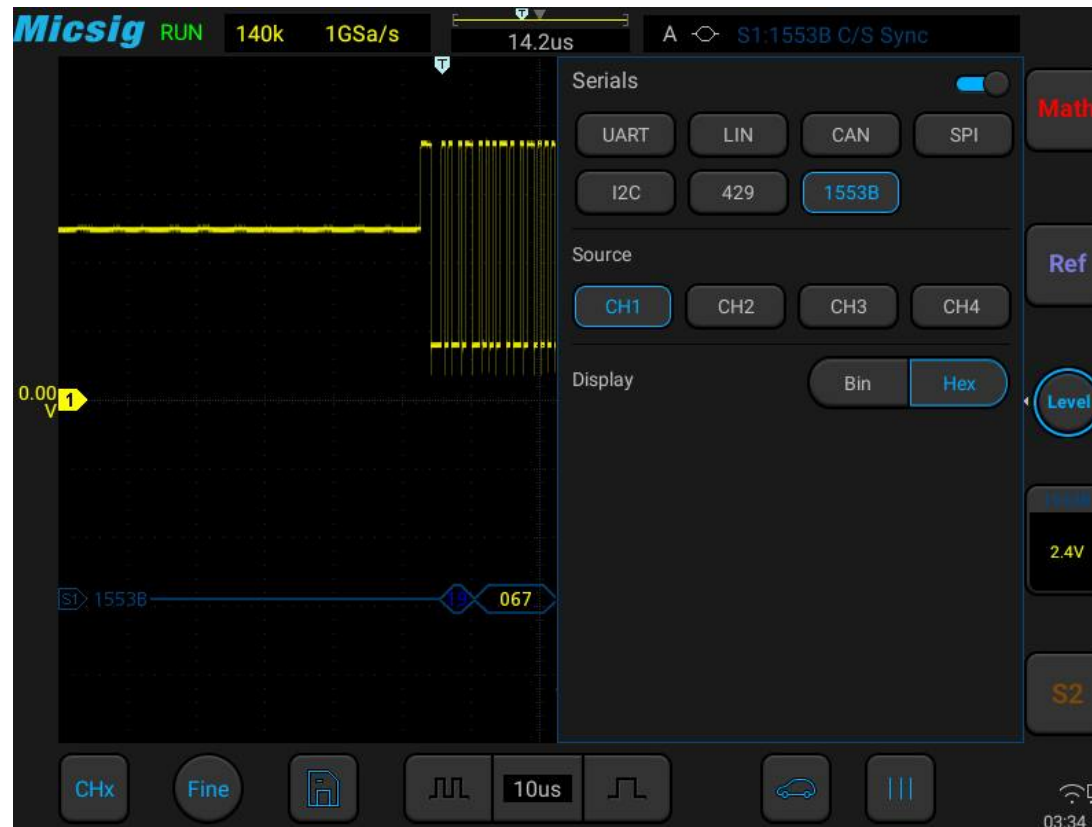 Micsig RUN 140k 1GSa/s 14.2us A S1:1553B C/S Sync
T
T
Serials
UART LIN CAN SPI
I2C 429 1553B
Source
CH1 CH2 CH3 CH4
Display Bin Hex
Math
Ref
0.00 V 1
Level
2.4V
S1 1553B 19 067
S2
CHx Fine 10us
03:34